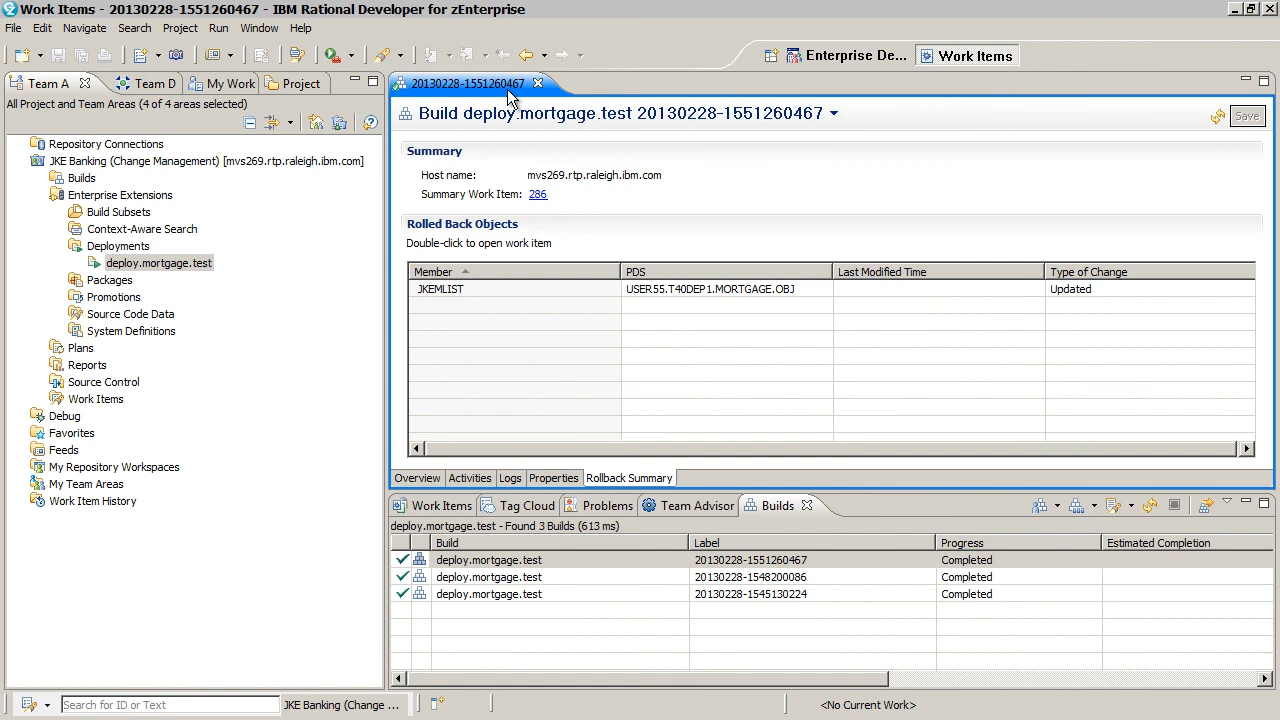 Work Items - 20130228-1551260467 - IBM Rational Developer for zEnterprise
File Edit Navigate Search Project Run Window Help
Enterprise De... Work Items
Team A Team D My Work Project
20130228-1551260467
All Project and Team Areas (4 of 4 areas selected)
Build deploy.mortgage.test 20130228-1551260467
Save
Repository Connections
JKE Banking (Change Management) [mvs269.rtp.raleigh.ibm.com]
Builds
Enterprise Extensions
Build Subsets
Context-Aware Search
Deployments
deploy.mortgage.test
Packages
Promotions
Source Code Data
System Definitions
Plans
Reports
Source Control
Work Items
Debug
Favorites
Feeds
My Repository Workspaces
My Team Areas
Work Item History
Summary
Host name: mvs269.rtp.raleigh.ibm.com
Summary Work Item: 286
Rolled Back Objects
Double-click to open work item
Member PDS Last Modified Time Type of Change
JKEMLIST USER55.T40DEP1.MORTGAGE.OBJ Updated
Overview Activities Logs Properties Rollback Summary
Work Items Tag Cloud Problems Team Advisor Builds
deploy.mortgage.test - Found 3 Builds (613 ms)
Build Label Progress Estimated Completion
deploy.mortgage.test 20130228-1551260467 Completed
deploy.mortgage.test 20130228-1548200086 Completed
deploy.mortgage.test 20130228-1545130224 Completed
Search for ID or Text JKE Banking (Change ... <No Current Work>